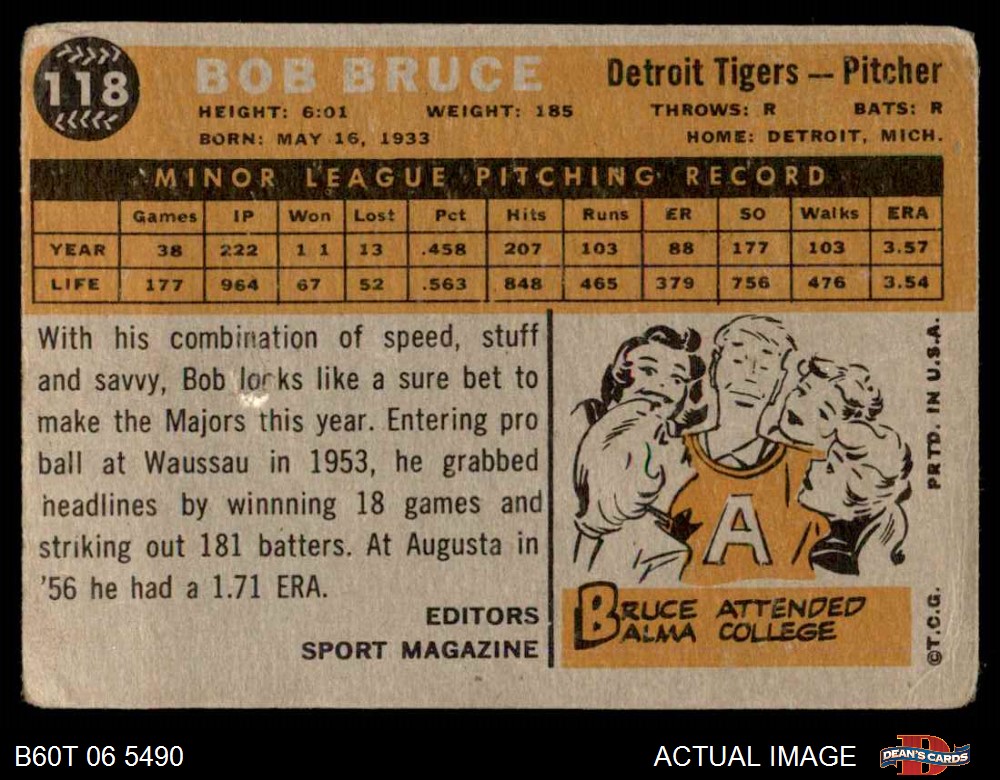 118
BOB BRUCE
Detroit Tigers — Pitcher
HEIGHT: 6:01 WEIGHT: 185 THROWS: R BATS: R
BORN: MAY 16, 1933 HOME: DETROIT, MICH.
MINOR LEAGUE PITCHING RECORD
Games IP Won Lost Pct Hits Runs ER SO Walks ERA
YEAR 38 222 1 1 13 .458 207 103 88 177 103 3.57
LIFE 177 964 67 52 .563 848 465 379 756 476 3.54
With his combination of speed, stuff
and savvy, Bob looks like a sure bet to
make the Majors this year. Entering pro
ball at Waussau in 1953, he grabbed
headlines by winnning 18 games and
striking out 181 batters. At Augusta in
'56 he had a 1.71 ERA.
EDITORS
SPORT MAGAZINE
A
BRUCE ATTENDED
ALMA COLLEGE
©T.C.G. PRTD. IN U.S.A.
B60T 06 5490
ACTUAL IMAGE
DEAN'S CARDS